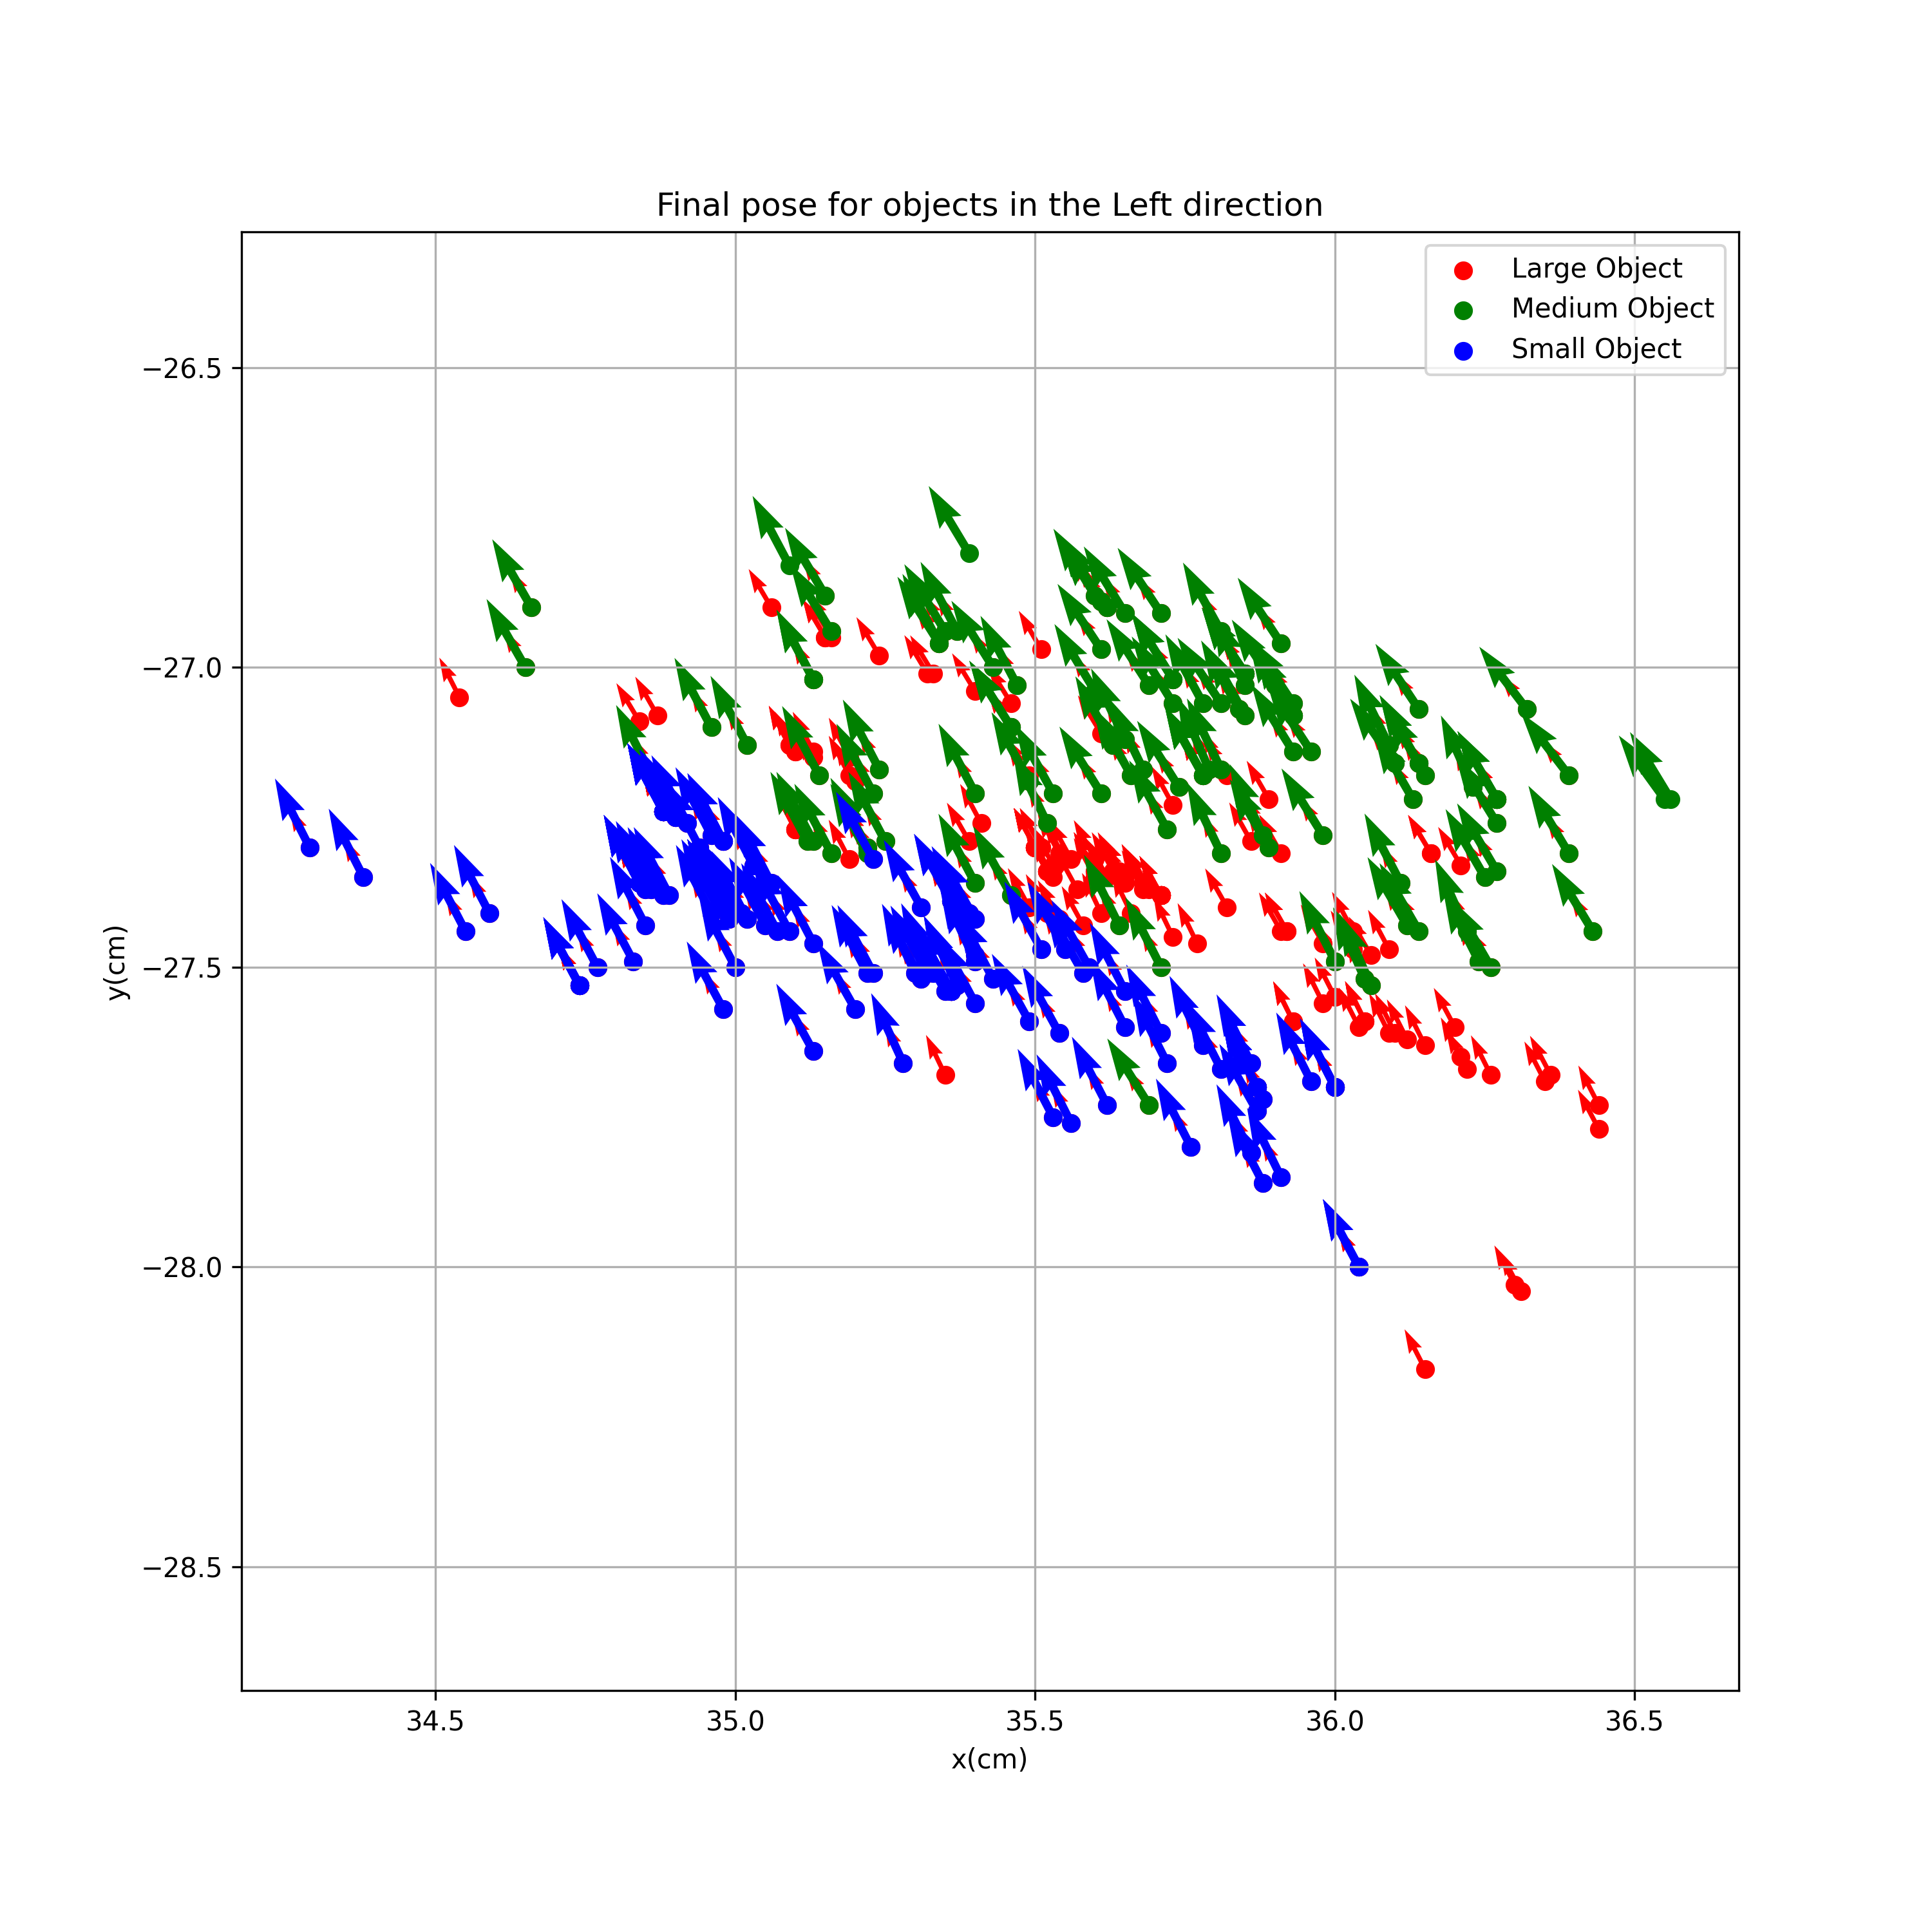 Final pose for objects in the Left direction
Large Object
Medium Object
Small Object
−26.5
−27.0
−27.5
−28.0
−28.5
y(cm)
34.5 35.0 35.5 36.0 36.5
x(cm)